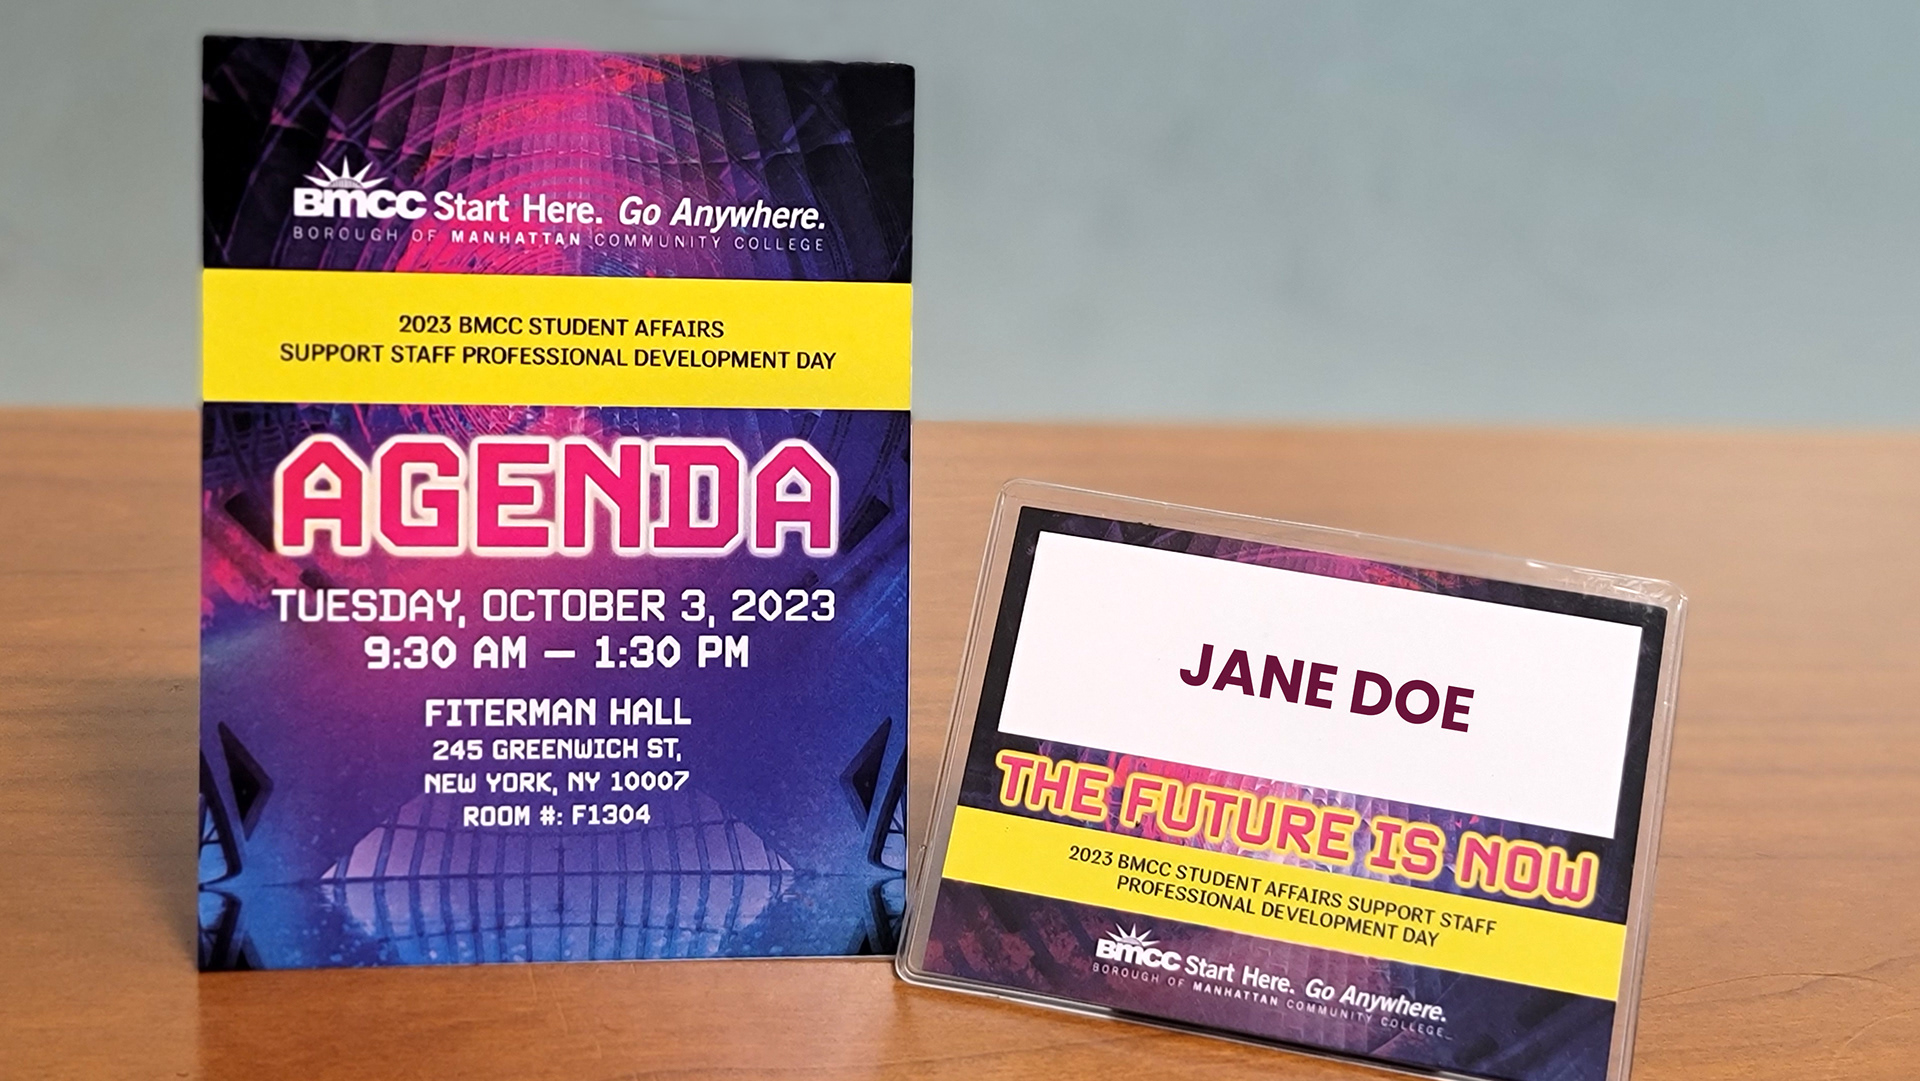 BMCC Start Here. Go Anywhere.
BOROUGH OF MANHATTAN COMMUNITY COLLEGE
2023 BMCC STUDENT AFFAIRS
SUPPORT STAFF PROFESSIONAL DEVELOPMENT DAY
AGENDA
TUESDAY, OCTOBER 3, 2023
9:30 AM – 1:30 PM
FITERMAN HALL
245 GREENWICH ST,
NEW YORK, NY 10007
ROOM #: F1304
JANE DOE
THE FUTURE IS NOW
2023 BMCC STUDENT AFFAIRS SUPPORT STAFF
PROFESSIONAL DEVELOPMENT DAY
BMCC Start Here. Go Anywhere.
BOROUGH OF MANHATTAN COMMUNITY COLLEGE